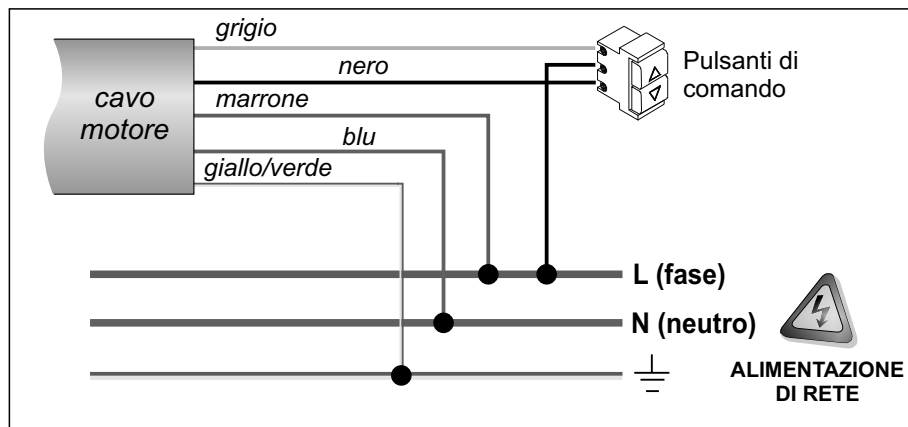 grigio
nero
marrone
blu
giallo/verde
cavo
motore
Pulsanti di
comando
L (fase)
N (neutro)
ALIMENTAZIONE
DI RETE